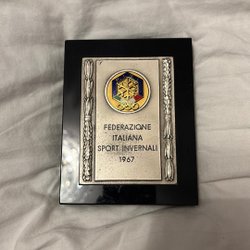 FEDERAZIONE
ITALIANA
SPORT INVERNALI
1967